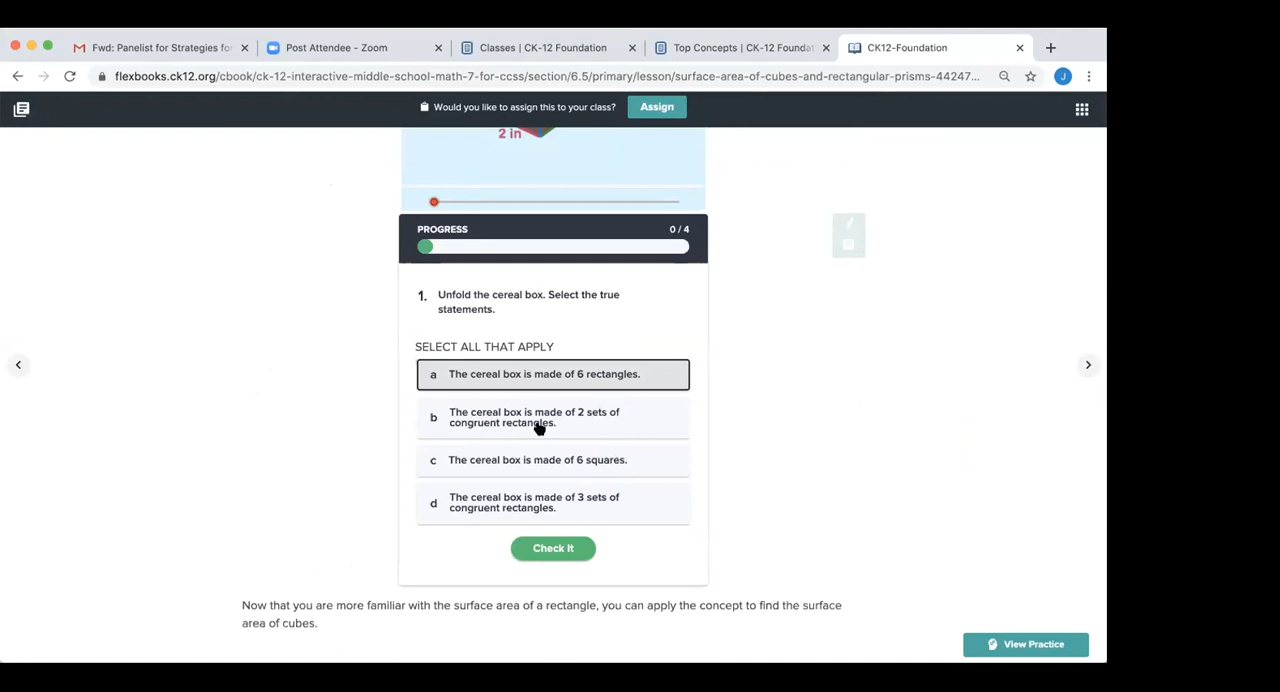 Fwd: Panelist for Strategies for
Post Attendee - Zoom
Classes | CK-12 Foundation
Top Concepts | CK-12 Foundat
CK12-Foundation
flexbooks.ck12.org/cbook/ck-12-interactive-middle-school-math-7-for-ccss/section/6.5/primary/lesson/surface-area-of-cubes-and-rectangular-prisms-44247...
J
Would you like to assign this to your class?
Assign
2 in
PROGRESS
0 / 4
1. Unfold the cereal box. Select the true
statements.
SELECT ALL THAT APPLY
a The cereal box is made of 6 rectangles.
b The cereal box is made of 2 sets of
congruent rectangles.
c The cereal box is made of 6 squares.
d The cereal box is made of 3 sets of
congruent rectangles.
Check It
Now that you are more familiar with the surface area of a rectangle, you can apply the concept to find the surface
area of cubes.
View Practice